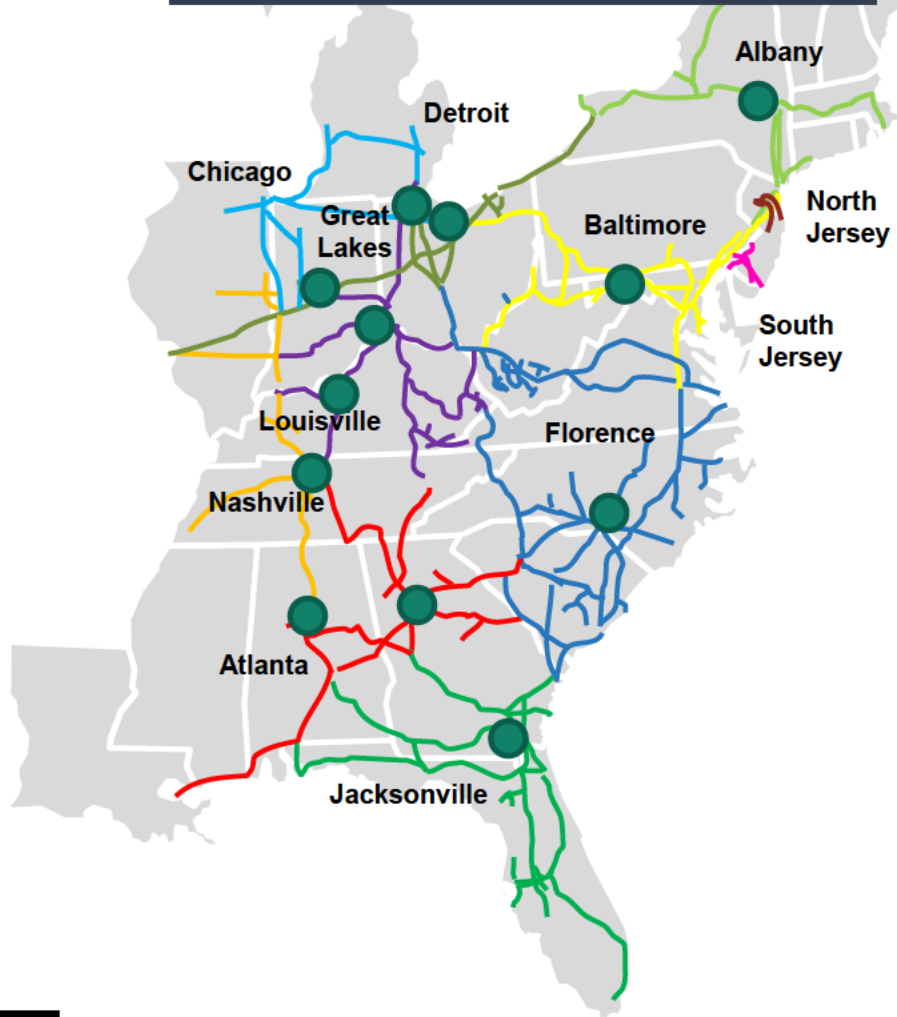 Albany
Detroit
Chicago
North
Jersey
Great
Lakes
Baltimore
South
Jersey
Louisville
Florence
Nashville
Atlanta
Jacksonville